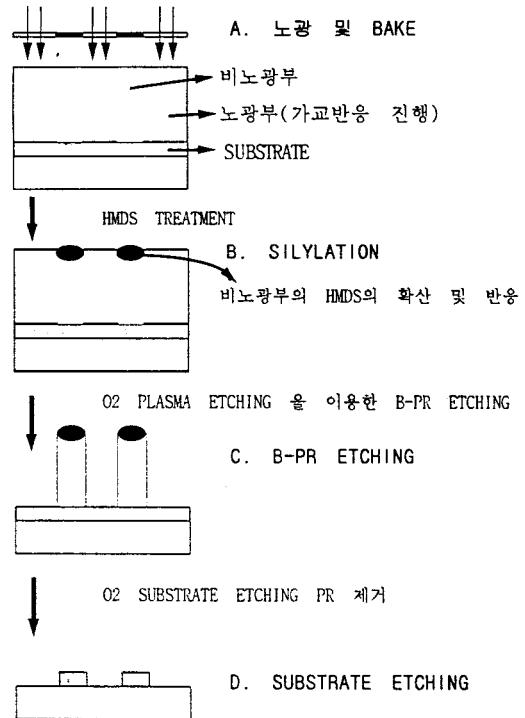 A. 노광 및 BAKE
비노광부
노광부(가교반응 진행)
SUBSTRATE
HMDS TREATMENT
B. SILYLATION
비노광부의 HMDS의 확산 및 반응
O2 PLASMA ETCHING 을 이용한 B-PR ETCHING
C. B-PR ETCHING
O2 SUBSTRATE ETCHING PR 제거
D. SUBSTRATE ETCHING